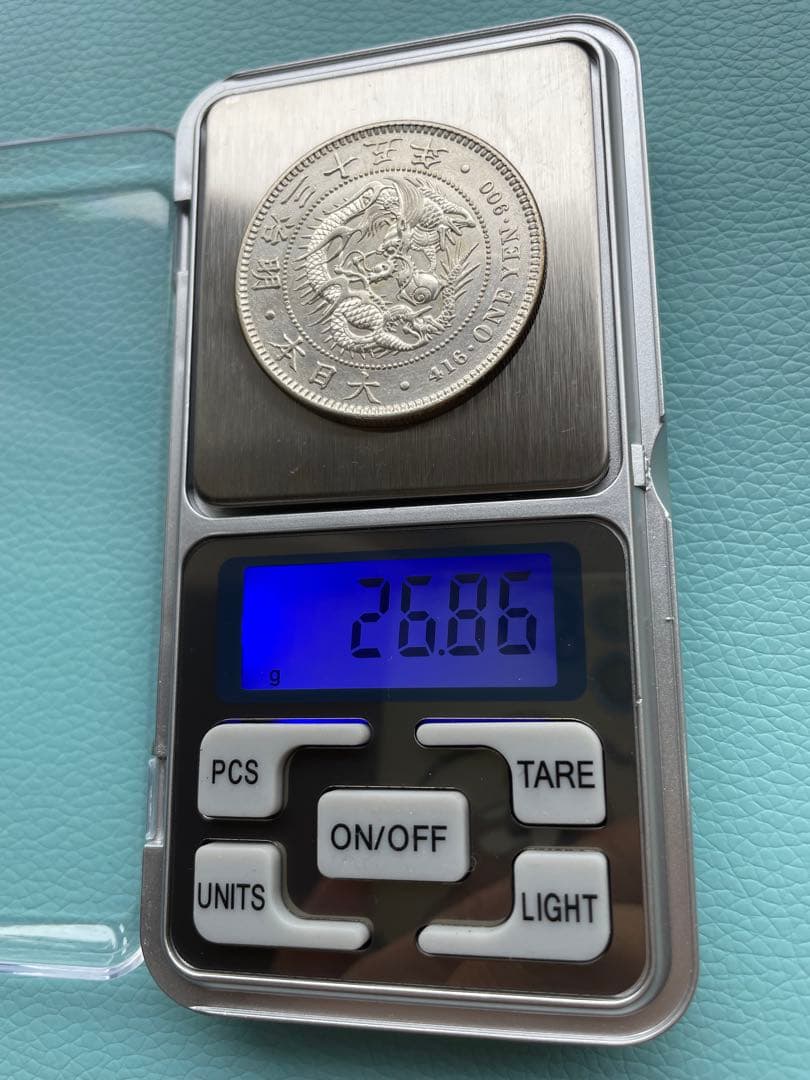 大日本・明治三十五年
416・ONE YEN・900
26.86
g
PCS
TARE
ON/OFF
UNITS
LIGHT